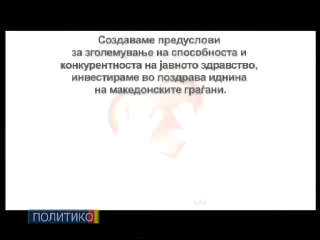 Создаваме предуслови
за зголемување на способноста и
конкурентноста на јавното здравство,
инвестираме во поздрава иднина
на македонските граѓани.
ПОЛИТИКО